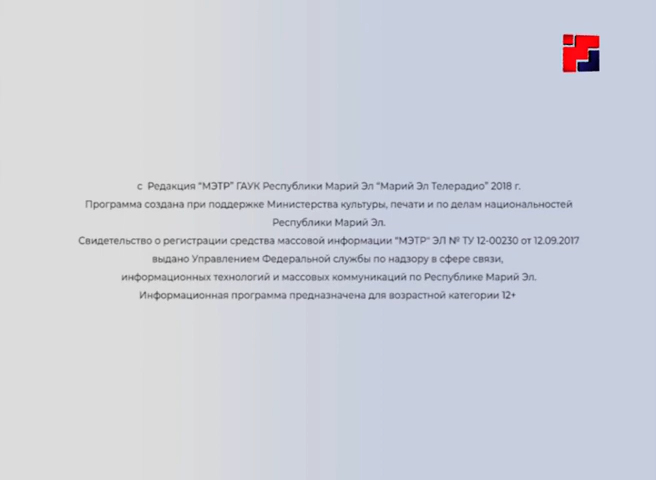 с Редакция "МЭТР" ГАУК Республики Марий Эл "Марий Эл Телерадио" 2018 г.
Программа создана при поддержке Министерства культуры, печати и по делам национальностей
Республики Марий Эл.
Свидетельство о регистрации средства массовой информации "МЭТР" ЭЛ № ТУ 12-00230 от 12.09.2017
выдано Управлением Федеральной службы по надзору в сфере связи,
информационных технологий и массовых коммуникаций по Республике Марий Эл.
Информационная программа предназначена для возрастной категории 12+